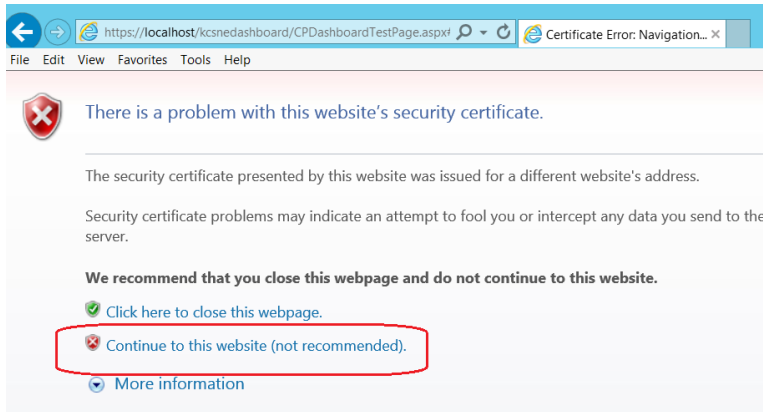 https://localhost/kcsnedashboard/CPDashboardTestPage.aspx# Certificate Error: Navigation...
File Edit View Favorites Tools Help
There is a problem with this website's security certificate.
The security certificate presented by this website was issued for a different website's address.
Security certificate problems may indicate an attempt to fool you or intercept any data you send to the
server.
We recommend that you close this webpage and do not continue to this website.
Click here to close this webpage.
Continue to this website (not recommended).
More information